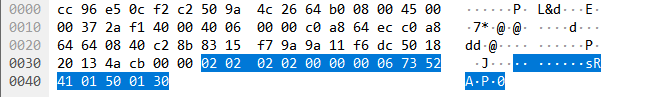 0000 cc 96 e5 0c f2 c2 50 9a 4c 26 64 b0 08 00 45 00 ······P· L&d···E·
0010 00 37 2a f1 40 00 40 06 00 00 c0 a8 64 ec c0 a8 ·7*·@·@· ····d···
0020 64 64 08 40 c2 8b 83 15 f7 9a 9a 11 f6 dc 50 18 dd·@···· ······P·
0030 20 13 4a cb 00 00 02 02 02 02 00 00 00 06 73 52 ·J····· ······sR
0040 41 01 50 01 30 A·P·0